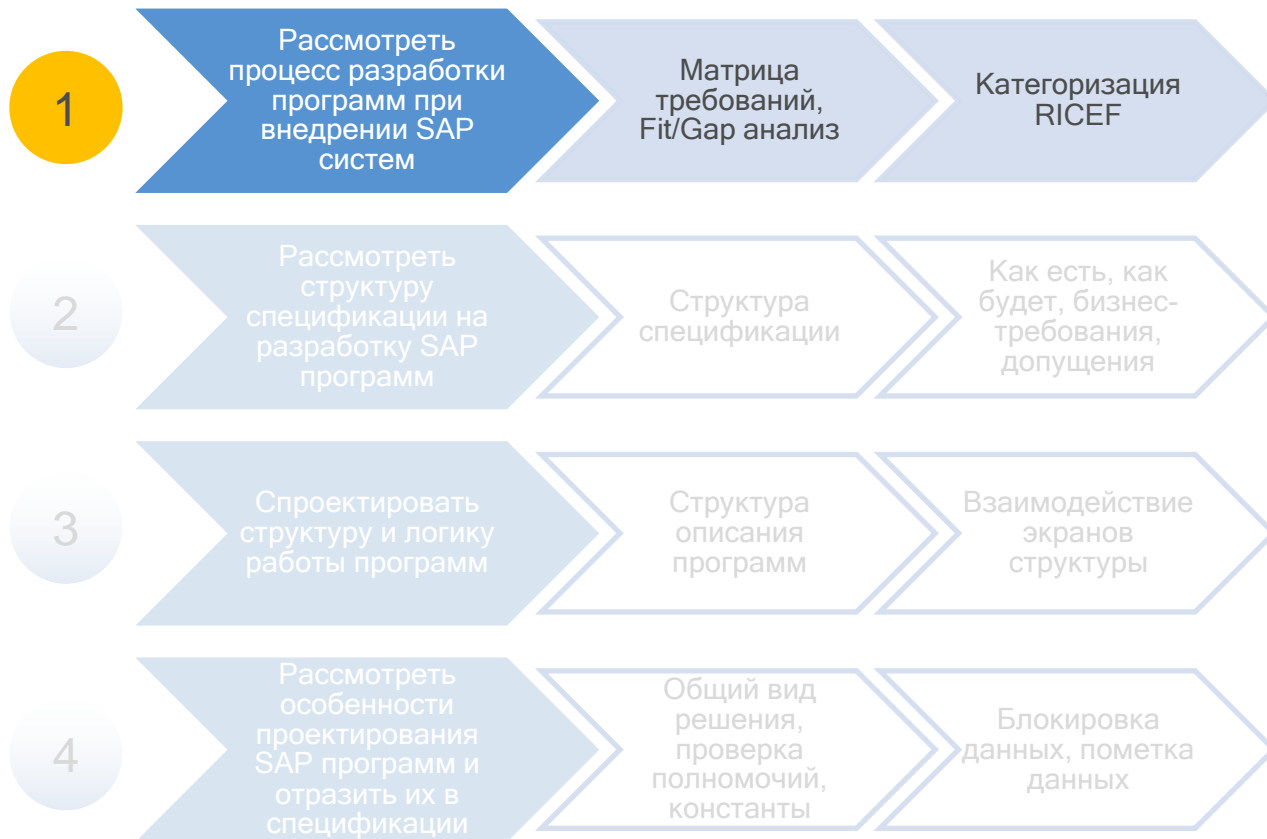 1
Рассмотреть
процесс разработки
программ при
внедрении SAP
систем
Матрица
требований,
Fit/Gap анализ
Категоризация
RICEF
2
Рассмотреть
структуру
спецификации на
разработку SAP
программ
Структура
спецификации
Как есть, как
будет, бизнес-
требования,
допущения
3
Спроектировать
структуру и логику
работы программ
Структура
описания
программ
Взаимодействие
экранов
структуры
4
Рассмотреть
особенности
проектирования
SAP программ и
отразить их в
спецификации
Общий вид
решения,
проверка
полномочий,
константы
Блокировка
данных, пометка
данных